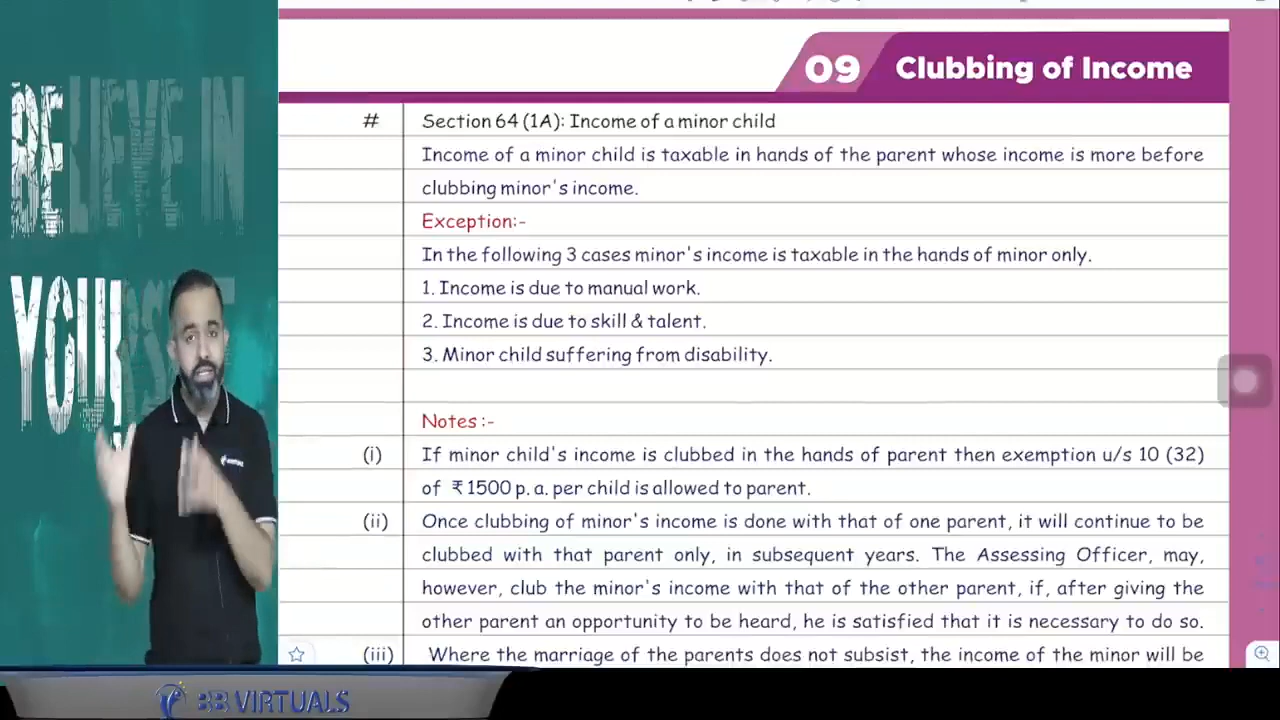 BELIEVE IN
YOURSELF
09 Clubbing of Income
# Section 64 (1A): Income of a minor child
Income of a minor child is taxable in hands of the parent whose income is more before
clubbing minor's income.
Exception:-
In the following 3 cases minor's income is taxable in the hands of minor only.
1. Income is due to manual work.
2. Income is due to skill & talent.
3. Minor child suffering from disability.
Notes :-
(i) If minor child's income is clubbed in the hands of parent then exemption u/s 10 (32)
of ₹ 1500 p. a. per child is allowed to parent.
(ii) Once clubbing of minor's income is done with that of one parent, it will continue to be
clubbed with that parent only, in subsequent years. The Assessing Officer, may,
however, club the minor's income with that of the other parent, if, after giving the
other parent an opportunity to be heard, he is satisfied that it is necessary to do so.
(iii) Where the marriage of the parents does not subsist, the income of the minor will be
BB VIRTUALS